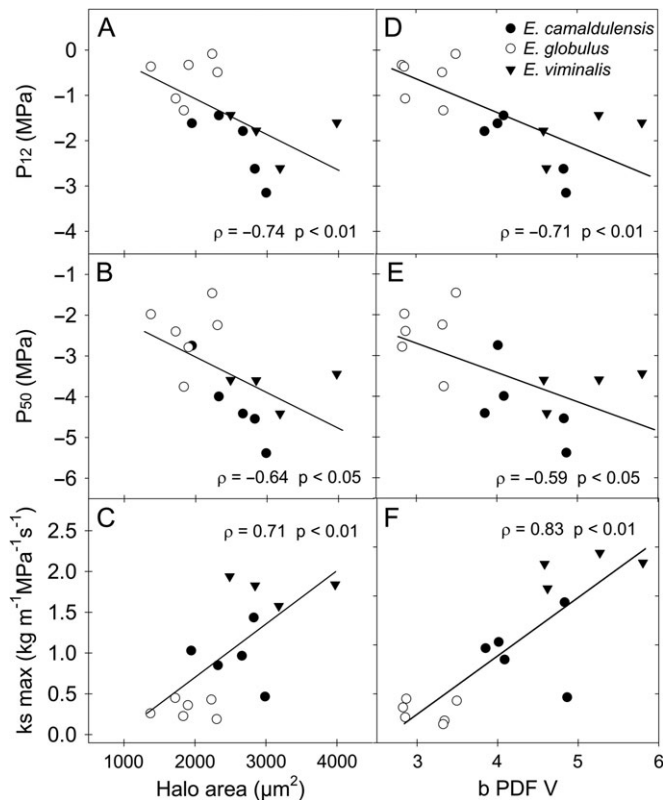 A
D
● E. camaldulensis
○ E. globulus
▼ E. viminalis
0
−1
−2
−3
−4
P12 (MPa)
ρ = −0.74 p < 0.01
ρ = −0.71 p < 0.01
B
E
−1
−2
−3
−4
−5
−6
P50 (MPa)
ρ = −0.64 p < 0.05
ρ = −0.59 p < 0.05
C
F
2.5
2.0
1.5
1.0
0.5
0.0
ks max (kg m⁻¹MPa⁻¹s⁻¹)
ρ = 0.71 p < 0.01
ρ = 0.83 p < 0.01
1000 2000 3000 4000
3 4 5 6
Halo area (µm²)
b PDF V